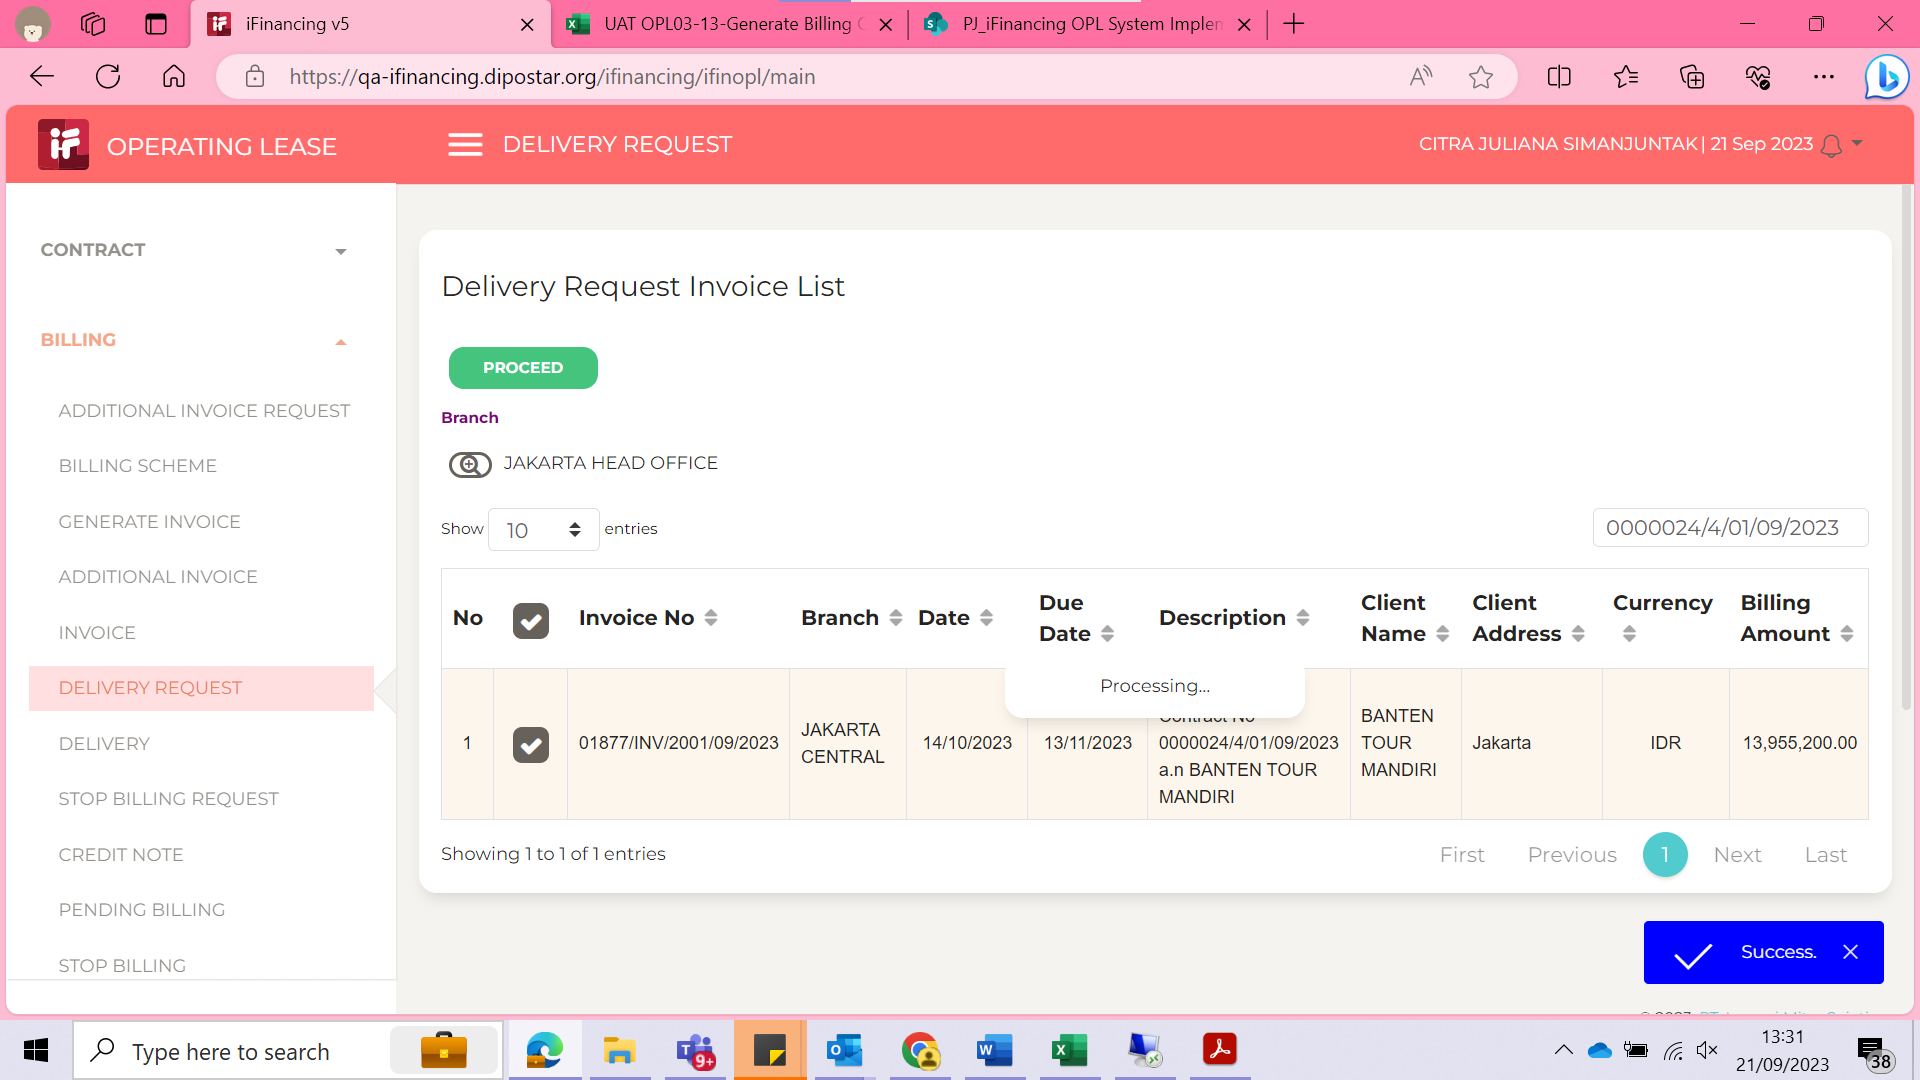 iFinancing v5
UAT OPL03-13-Generate Billing
PJ_iFinancing OPL System Implem
https://qa-ifinancing.dipostar.org/ifinancing/ifinopl/main
iF OPERATING LEASE
DELIVERY REQUEST
CITRA JULIANA SIMANJUNTAK | 21 Sep 2023
CONTRACT
BILLING
ADDITIONAL INVOICE REQUEST
BILLING SCHEME
GENERATE INVOICE
ADDITIONAL INVOICE
INVOICE
DELIVERY REQUEST
DELIVERY
STOP BILLING REQUEST
CREDIT NOTE
PENDING BILLING
STOP BILLING
Delivery Request Invoice List
PROCEED
Branch
JAKARTA HEAD OFFICE
Show 10 entries
0000024/4/01/09/2023
No Invoice No Branch Date Due Date Description Client Name Client Address Currency Billing Amount
Processing...
1 01877/INV/2001/09/2023 JAKARTA CENTRAL 14/10/2023 13/11/2023 Contract No 0000024/4/01/09/2023 a.n BANTEN TOUR MANDIRI BANTEN TOUR MANDIRI Jakarta IDR 13,955,200.00
Showing 1 to 1 of 1 entries
First Previous 1 Next Last
Success.
Type here to search
9+
13:31
21/09/2023
38